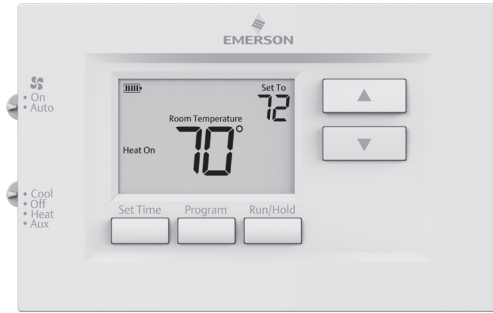 EMERSON
• On
• Auto
Set To
72
Room Temperature
70°
Heat On
• Cool
• Off
• Heat
• Aux
Set Time Program Run/Hold